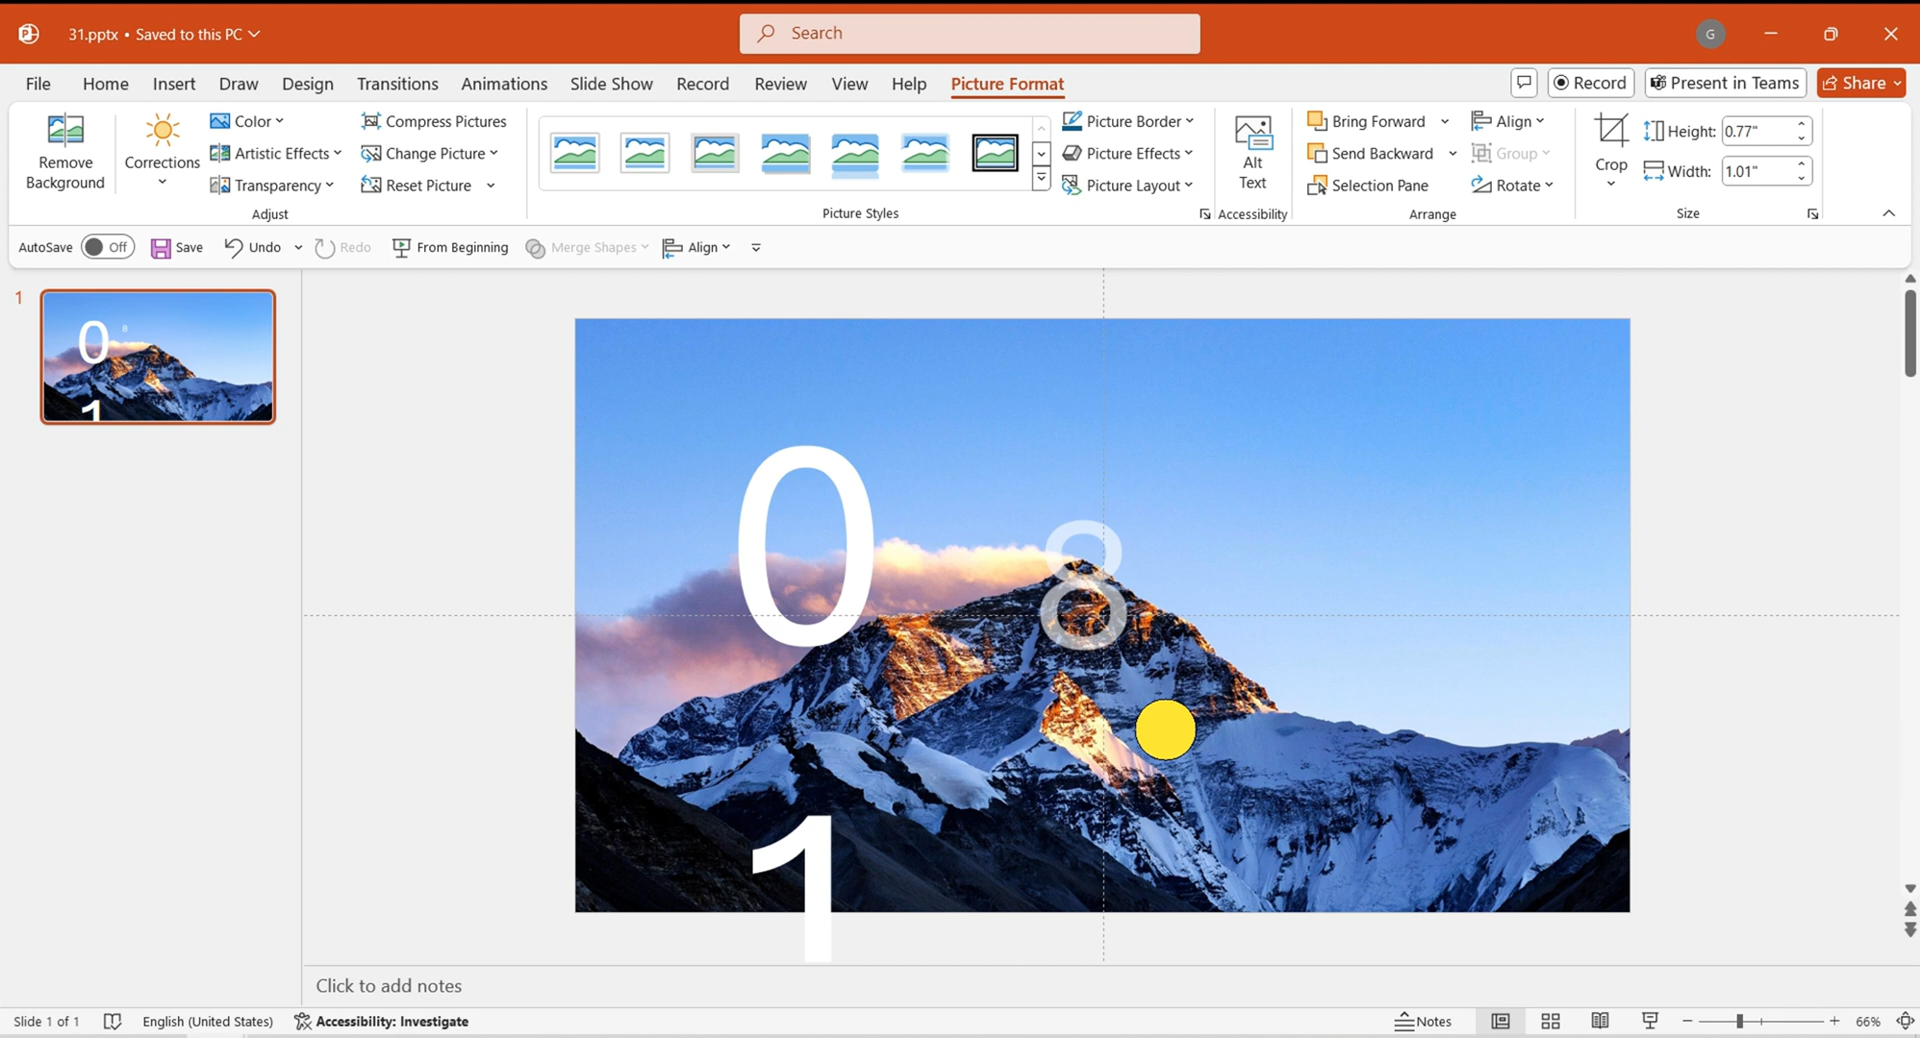 31.pptx • Saved to this PC
Search
G
File Home Insert Draw Design Transitions Animations Slide Show Record Review View Help Picture Format
Record
Present in Teams
Share
Remove
Background
Corrections
Color
Artistic Effects
Transparency
Compress Pictures
Change Picture
Reset Picture
Adjust
Picture Styles
Picture Border
Picture Effects
Picture Layout
Alt
Text
Accessibility
Bring Forward
Send Backward
Selection Pane
Align
Group
Rotate
Arrange
Crop
Height: 0.77"
Width: 1.01"
Size
AutoSave Off Save Undo Redo From Beginning Merge Shapes Align
1
0
8
1
0
8
1
Click to add notes
Slide 1 of 1 English (United States) Accessibility: Investigate Notes 66%